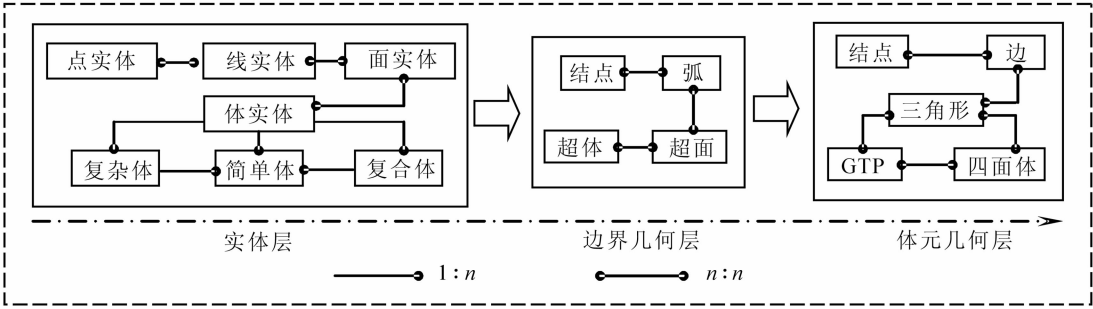 点实体 线实体 面实体
体实体
复杂体 简单体 复合体
结点 弧
超体 超面
结点 边
三角形
GTP 四面体
实体层 边界几何层 体元几何层
1:n n:n